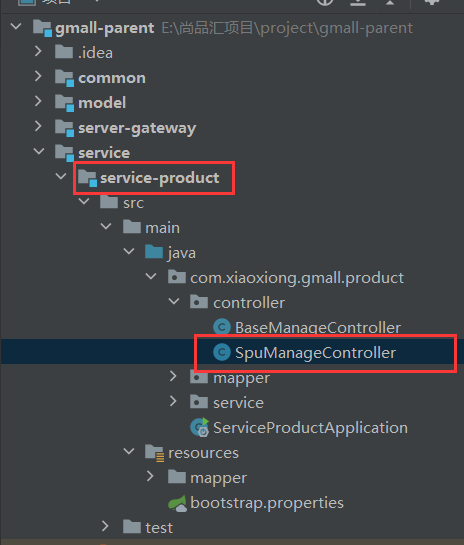 gmall-parent E:\尚品汇项目\project\gmall-parent
.idea
common
model
server-gateway
service
service-product
src
main
java
com.xiaoxiong.gmall.product
controller
BaseManageController
SpuManageController
mapper
service
ServiceProductApplication
resources
mapper
bootstrap.properties
test